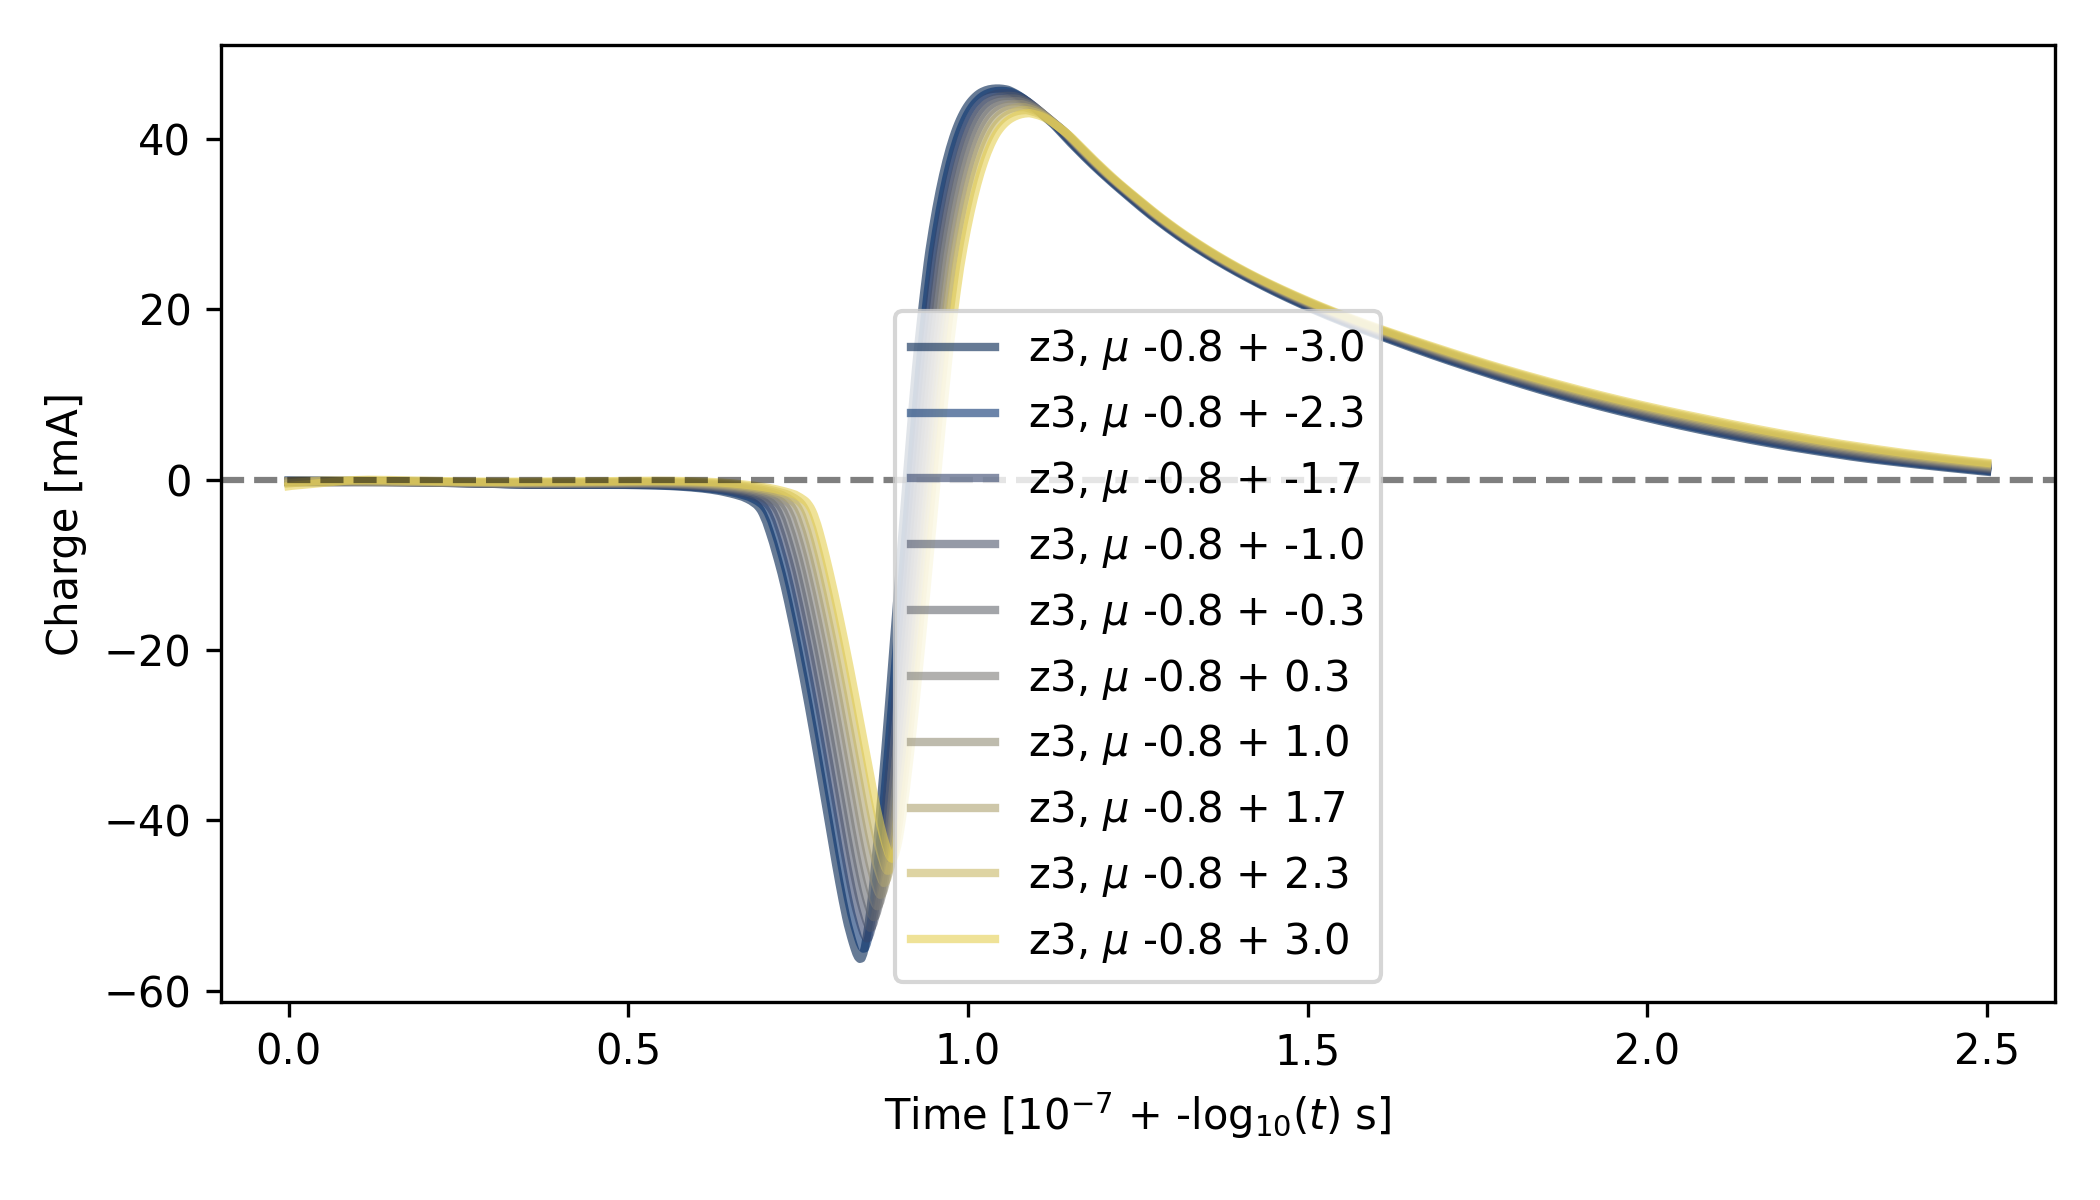 40
20
0
−20
−40
−60
Charge [mA]
z3, μ -0.8 + -3.0
z3, μ -0.8 + -2.3
z3, μ -0.8 + -1.7
z3, μ -0.8 + -1.0
z3, μ -0.8 + -0.3
z3, μ -0.8 + 0.3
z3, μ -0.8 + 1.0
z3, μ -0.8 + 1.7
z3, μ -0.8 + 2.3
z3, μ -0.8 + 3.0
0.0 0.5 1.0 1.5 2.0 2.5
Time [10⁻⁷ + -log₁₀(t) s]